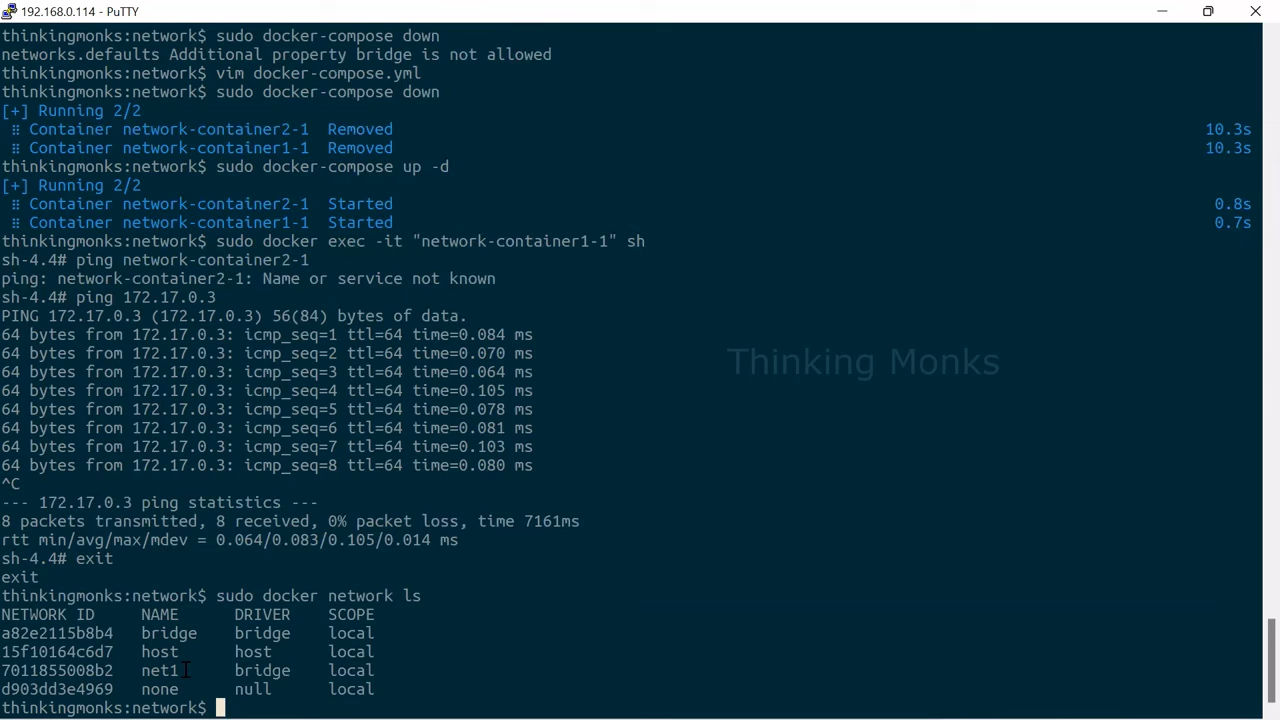 192.168.0.114 - PuTTY
thinkingmonks:network$ sudo docker-compose down
networks.defaults Additional property bridge is not allowed
thinkingmonks:network$ vim docker-compose.yml
thinkingmonks:network$ sudo docker-compose down
[+] Running 2/2
⠿ Container network-container2-1  Removed 10.3s
⠿ Container network-container1-1  Removed 10.3s
thinkingmonks:network$ sudo docker-compose up -d
[+] Running 2/2
⠿ Container network-container2-1  Started 0.8s
⠿ Container network-container1-1  Started 0.7s
thinkingmonks:network$ sudo docker exec -it "network-container1-1" sh
sh-4.4# ping network-container2-1
ping: network-container2-1: Name or service not known
sh-4.4# ping 172.17.0.3
PING 172.17.0.3 (172.17.0.3) 56(84) bytes of data.
64 bytes from 172.17.0.3: icmp_seq=1 ttl=64 time=0.084 ms
64 bytes from 172.17.0.3: icmp_seq=2 ttl=64 time=0.070 ms
64 bytes from 172.17.0.3: icmp_seq=3 ttl=64 time=0.064 ms
Thinking Monks
64 bytes from 172.17.0.3: icmp_seq=4 ttl=64 time=0.105 ms
64 bytes from 172.17.0.3: icmp_seq=5 ttl=64 time=0.078 ms
64 bytes from 172.17.0.3: icmp_seq=6 ttl=64 time=0.081 ms
64 bytes from 172.17.0.3: icmp_seq=7 ttl=64 time=0.103 ms
64 bytes from 172.17.0.3: icmp_seq=8 ttl=64 time=0.080 ms
^C
--- 172.17.0.3 ping statistics ---
8 packets transmitted, 8 received, 0% packet loss, time 7161ms
rtt min/avg/max/mdev = 0.064/0.083/0.105/0.014 ms
sh-4.4# exit
exit
thinkingmonks:network$ sudo docker network ls
NETWORK ID   NAME   DRIVER   SCOPE
a82e2115b8b4   bridge   bridge   local
15f10164c6d7   host   host   local
7011855008b2   net1   bridge   local
d903dd3e4969   none   null   local
thinkingmonks:network$